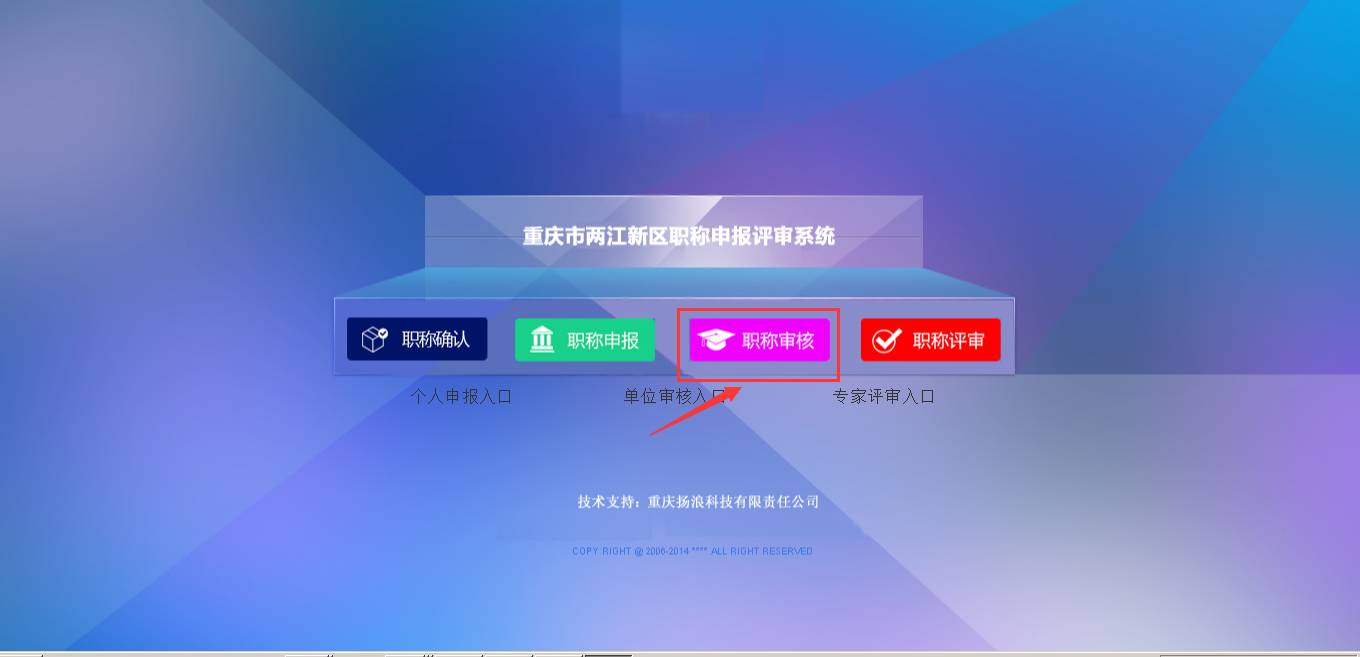 重庆市两江新区职称申报评审系统
职称确认 职称申报 职称审核 职称评审
个人申报入口 单位审核入口 专家评审入口
技术支持：重庆扬浪科技有限责任公司
COPY RIGHT @ 2006-2014 **** ALL RIGHT RESERVED